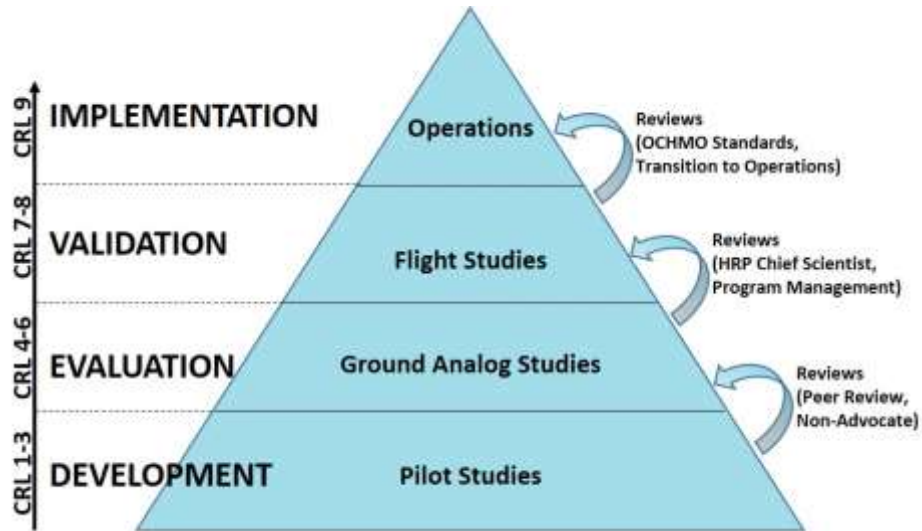 CRL 9
IMPLEMENTATION
Operations
Reviews
(OCHMO Standards,
Transition to Operations)
CRL 7-8
VALIDATION
Flight Studies
Reviews
(HRP Chief Scientist,
Program Management)
CRL 4-6
EVALUATION
Ground Analog Studies
Reviews
(Peer Review,
Non-Advocate)
CRL 1-3
DEVELOPMENT
Pilot Studies